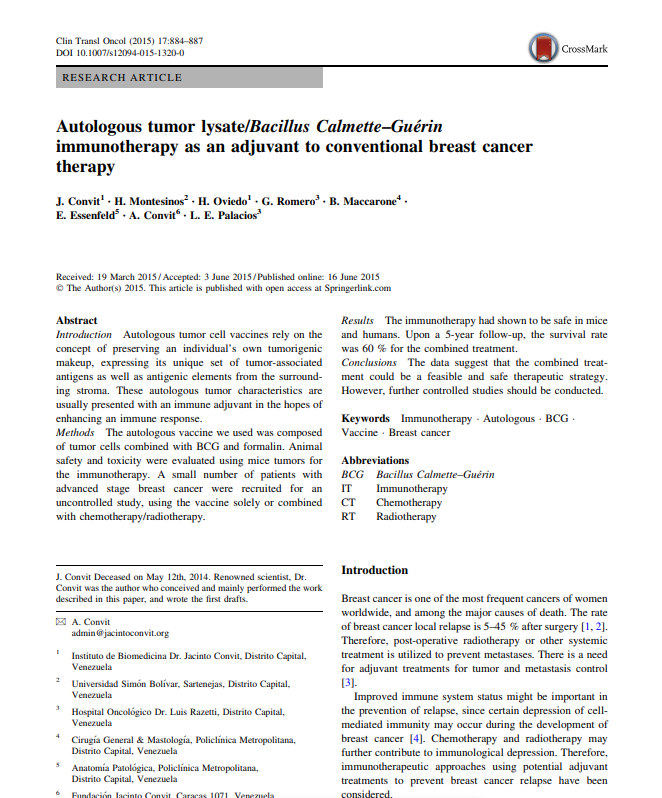 Clin Transl Oncol (2015) 17:884–887
DOI 10.1007/s12094-015-1320-0
CrossMark
RESEARCH ARTICLE
Autologous tumor lysate/Bacillus Calmette–Guérin
immunotherapy as an adjuvant to conventional breast cancer
therapy
J. Convit1 · H. Montesinos2 · H. Oviedo1 · G. Romero3 · B. Maccarone4 ·
E. Essenfeld5 · A. Convit6 · L. E. Palacios3
Received: 19 March 2015 / Accepted: 3 June 2015 / Published online: 16 June 2015
© The Author(s) 2015. This article is published with open access at Springerlink.com
Abstract
Introduction Autologous tumor cell vaccines rely on the
concept of preserving an individual's own tumorigenic
makeup, expressing its unique set of tumor-associated
antigens as well as antigenic elements from the surround-
ing stroma. These autologous tumor characteristics are
usually presented with an immune adjuvant in the hopes of
enhancing an immune response.
Methods The autologous vaccine we used was composed
of tumor cells combined with BCG and formalin. Animal
safety and toxicity were evaluated using mice tumors for
the immunotherapy. A small number of patients with
advanced stage breast cancer were recruited for an
uncontrolled study, using the vaccine solely or combined
with chemotherapy/radiotherapy.
J. Convit Deceased on May 12th, 2014. Renowned scientist, Dr.
Convit was the author who conceived and mainly performed the work
described in this paper, and wrote the first drafts.
A. Convit
admin@jacintoconvit.org
1 Instituto de Biomedicina Dr. Jacinto Convit, Distrito Capital,
Venezuela
2 Universidad Simón Bolívar, Sartenejas, Distrito Capital,
Venezuela
3 Hospital Oncológico Dr. Luis Razetti, Distrito Capital,
Venezuela
4 Cirugía General & Mastología, Policlínica Metropolitana,
Distrito Capital, Venezuela
5 Anatomía Patológica, Policlínica Metropolitana,
Distrito Capital, Venezuela
6 Fundación Jacinto Convit, Caracas 1071, Venezuela
Results The immunotherapy had shown to be safe in mice
and humans. Upon a 5-year follow-up, the survival rate
was 60 % for the combined treatment.
Conclusions The data suggest that the combined treat-
ment could be a feasible and safe therapeutic strategy.
However, further controlled studies should be conducted.
Keywords Immunotherapy · Autologous · BCG ·
Vaccine · Breast cancer
Abbreviations
BCG Bacillus Calmette–Guérin
IT Immunotherapy
CT Chemotherapy
RT Radiotherapy
Introduction
Breast cancer is one of the most frequent cancers of women
worldwide, and among the major causes of death. The rate
of breast cancer local relapse is 5–45 % after surgery [1, 2].
Therefore, post-operative radiotherapy or other systemic
treatment is utilized to prevent metastases. There is a need
for adjuvant treatments for tumor and metastasis control
[3].
Improved immune system status might be important in
the prevention of relapse, since certain depression of cell-
mediated immunity may occur during the development of
breast cancer [4]. Chemotherapy and radiotherapy may
further contribute to immunological depression. Therefore,
immunotherapeutic approaches using potential adjuvant
treatments to prevent breast cancer relapse have been
considered.